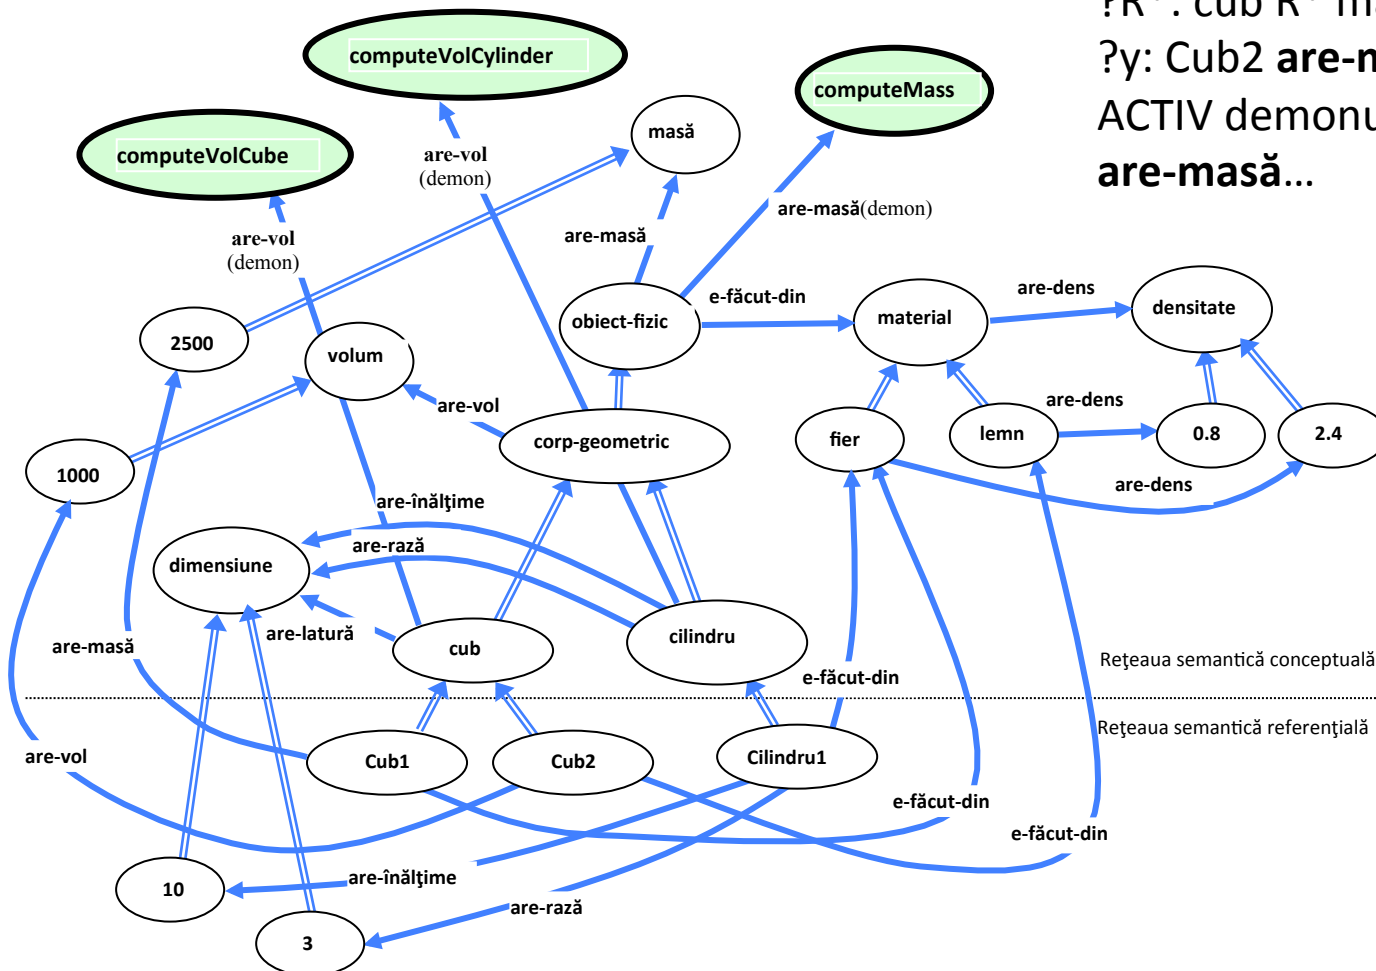 ?R*: cub R* ma
?y: Cub2 are-m
ACTIV demonu
are-masă...
computeVolCylinder
computeMass
computeVolCube
masă
are-vol
(demon)
are-masă(demon)
are-vol
(demon)
are-masă
e-făcut-din
are-dens
obiect-fizic
material
densitate
2500
volum
are-vol
are-dens
corp-geometric
fier
lemn
0.8
2.4
1000
are-dens
are-înălţime
are-rază
dimensiune
are-latură
are-masă
cub
cilindru
e-făcut-din
Reţeaua semantică conceptuală
Reţeaua semantică referenţială
are-vol
Cub1
Cub2
Cilindru1
e-făcut-din
e-făcut-din
are-înălţime
10
are-rază
3